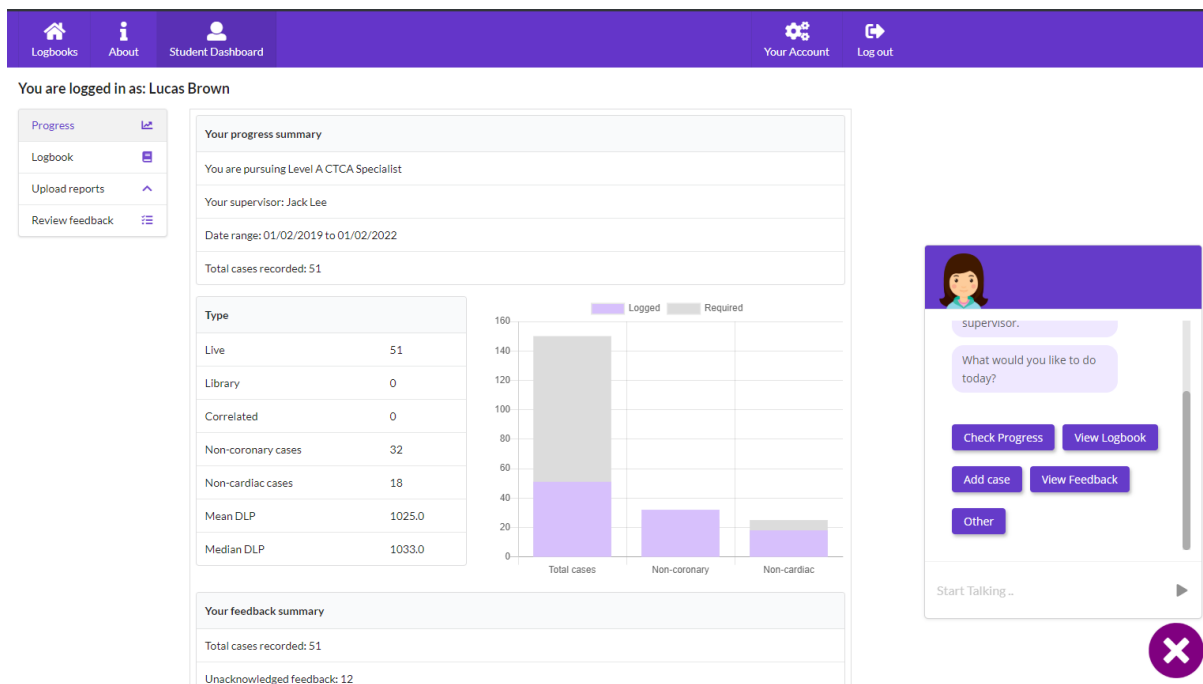 Logbooks
About
Student Dashboard
Your Account
Log out
You are logged in as: Lucas Brown
Progress
Logbook
Upload reports
Review feedback
Your progress summary
You are pursuing Level A CTCA Specialist
Your supervisor: Jack Lee
Date range: 01/02/2019 to 01/02/2022
Total cases recorded: 51
Type
Live 51
Library 0
Correlated 0
Non-coronary cases 32
Non-cardiac cases 18
Mean DLP 1025.0
Median DLP 1033.0
Logged Required
160
140
120
100
80
60
40
20
0
Total cases Non-coronary Non-cardiac
Your feedback summary
Total cases recorded: 51
Unacknowledged feedback: 12
supervisor.
What would you like to do
today?
Check Progress View Logbook
Add case View Feedback
Other
Start Talking ..